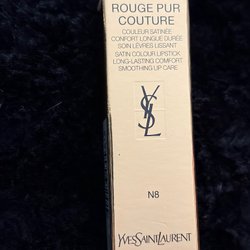 ROUGE PUR
COUTURE
COULEUR SATINÉE
CONFORT LONGUE DURÉE
SOIN LÈVRES LISSANT
SATIN COLOUR LIPSTICK
LONG-LASTING COMFORT
SMOOTHING LIP CARE
YSL
N8
YVESSAINTLAURENT